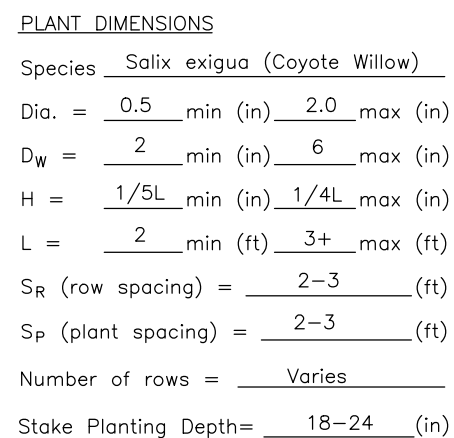 PLANT DIMENSIONS
Species Salix exigua (Coyote Willow)
Dia. = 0.5 min (in) 2.0 max (in)
DW = 2 min (in) 6 max (in)
H = 1/5L min (in) 1/4L max (in)
L = 2 min (ft) 3+ max (ft)
SR (row spacing) = 2-3 (ft)
SP (plant spacing) = 2-3 (ft)
Number of rows = Varies
Stake Planting Depth= 18-24 (in)